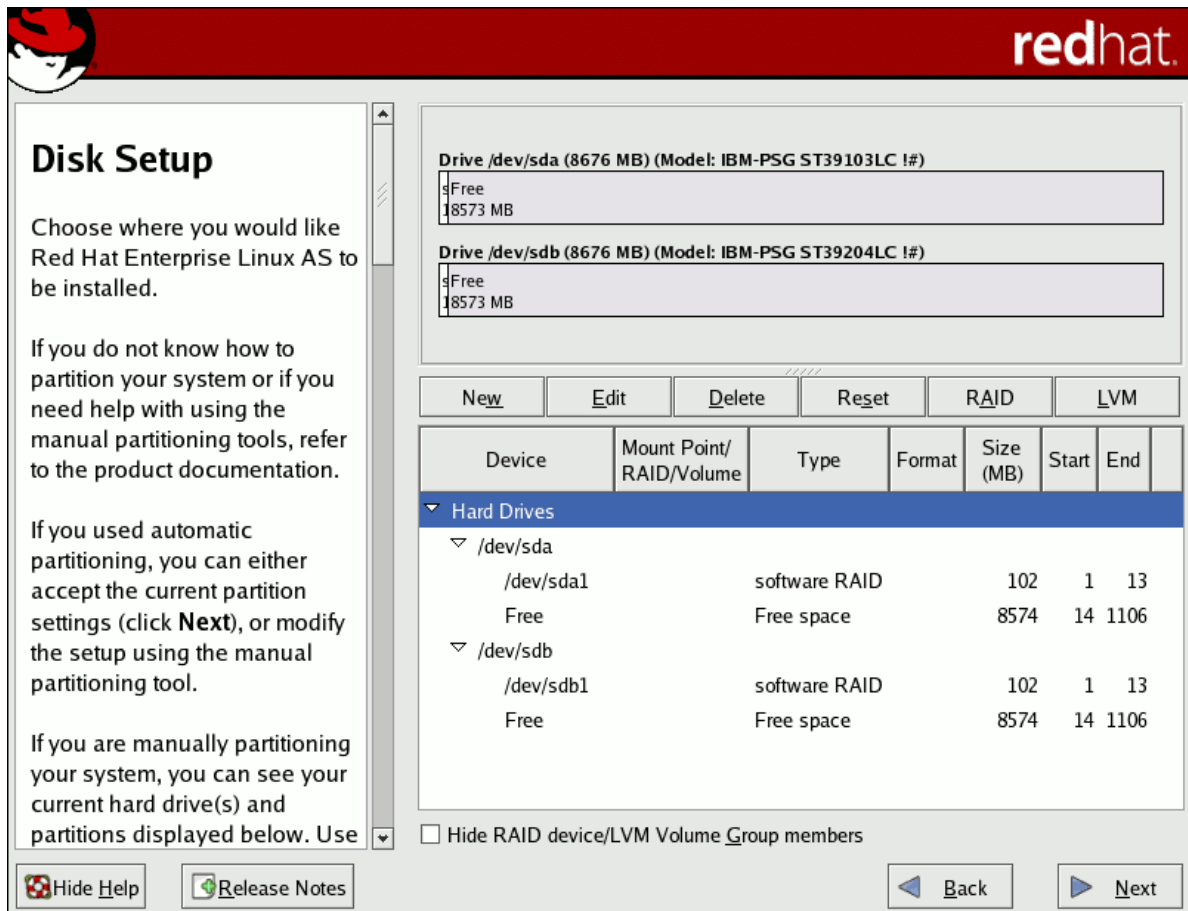 redhat.
Disk Setup
Choose where you would like
Red Hat Enterprise Linux AS to
be installed.
If you do not know how to
partition your system or if you
need help with using the
manual partitioning tools, refer
to the product documentation.
If you used automatic
partitioning, you can either
accept the current partition
settings (click Next), or modify
the setup using the manual
partitioning tool.
If you are manually partitioning
your system, you can see your
current hard drive(s) and
partitions displayed below. Use
Drive /dev/sda (8676 MB) (Model: IBM-PSG ST39103LC !#)
s Free
1 8573 MB
Drive /dev/sdb (8676 MB) (Model: IBM-PSG ST39204LC !#)
s Free
1 8573 MB
New Edit Delete Reset RAID LVM
Device Mount Point/ RAID/Volume Type Format Size (MB) Start End
Hard Drives
/dev/sda
/dev/sda1 software RAID 102 1 13
Free Free space 8574 14 1106
/dev/sdb
/dev/sdb1 software RAID 102 1 13
Free Free space 8574 14 1106
Hide RAID device/LVM Volume Group members
Hide Help Release Notes Back Next